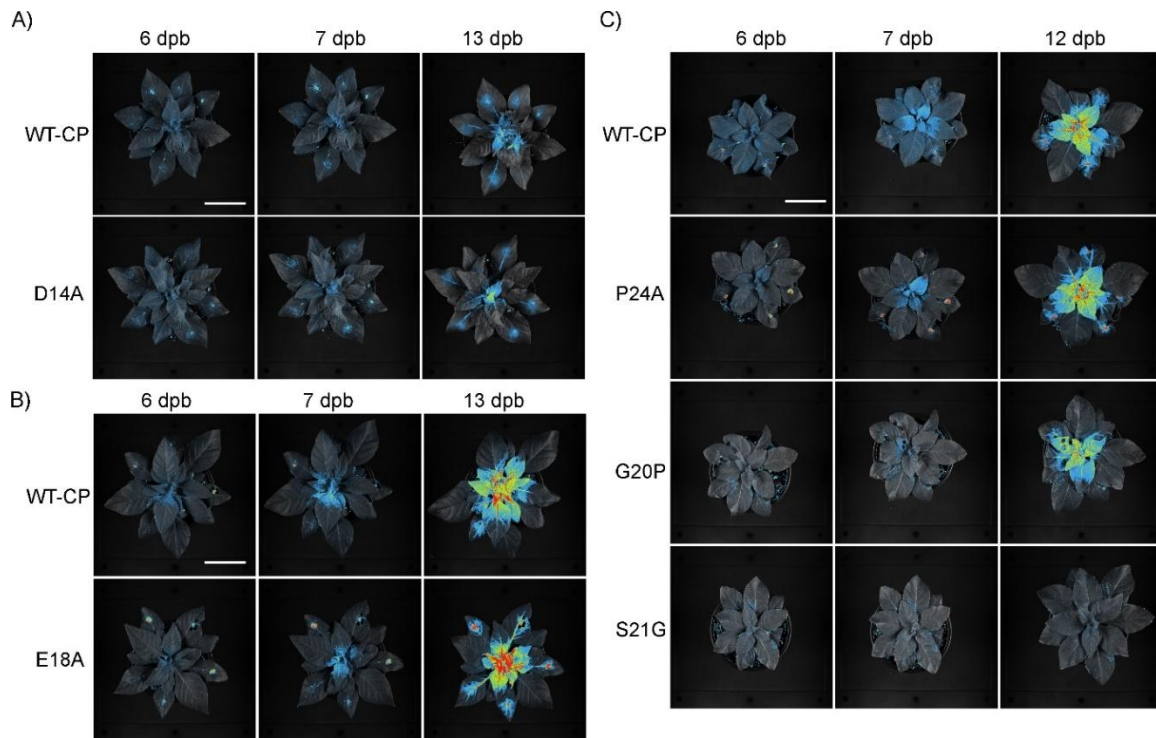 A)
6 dpb 7 dpb 13 dpb
WT-CP
D14A
B)
6 dpb 7 dpb 13 dpb
WT-CP
E18A
C)
6 dpb 7 dpb 12 dpb
WT-CP
P24A
G20P
S21G